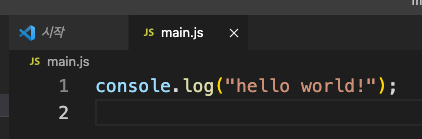 시작
JS main.js
JS main.js
1 console.log("hello world!");
2